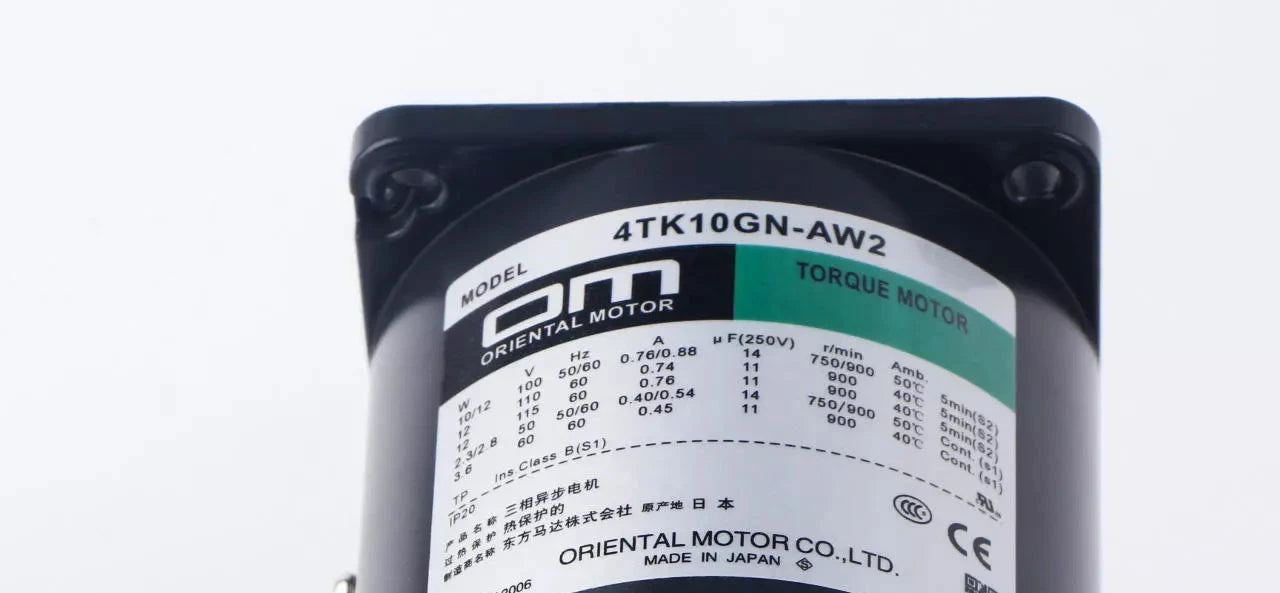 MODEL 4TK10GN-AW2
OM
ORIENTAL MOTOR
TORQUE MOTOR
W V Hz A μF(250V) r/min Amb.
10/12 100 50/60 0.76/0.88 14 750/900 50℃ 5min(S2)
12 110 60 0.74 11 900 40℃ 5min(S2)
12 115 60 0.76 11 900 40℃ 5min(S2)
2.3/2.8 50 50/60 0.40/0.54 14 750/900 50℃ Cont. (s1)
3.6 60 60 0.45 11 900 40℃ Cont. (s1)
TP Ins.Class B(S1)
IP20
产品名称 三相异步电机
过热保护 热保护的
制造商名称 东方马达株式会社 原产地 日本
CCC
CE
ORIENTAL MOTOR CO.,LTD.
MADE IN JAPAN Ⓢ
2006